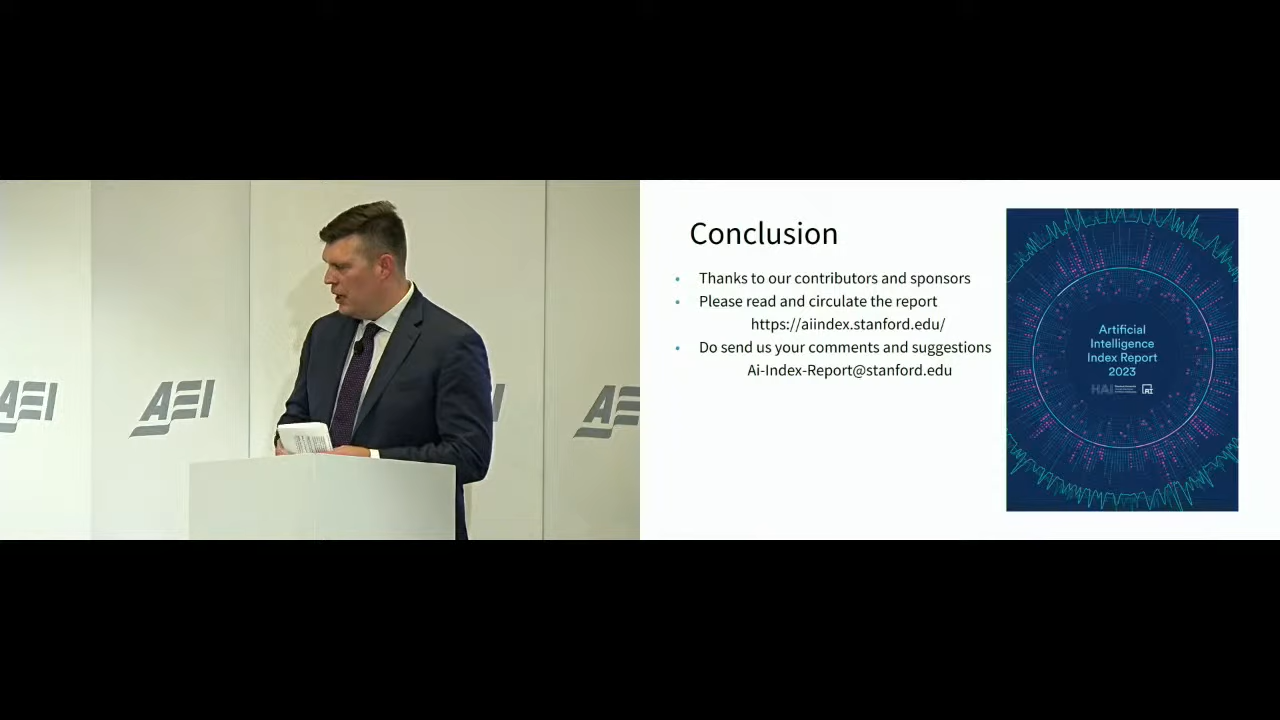 AEI
AEI
AEI
Conclusion
• Thanks to our contributors and sponsors
• Please read and circulate the report
https://aiindex.stanford.edu/
• Do send us your comments and suggestions
Ai-Index-Report@stanford.edu
Artificial
Intelligence
Index Report
2023
HAI